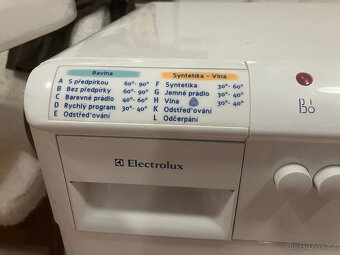 Bavlna
A S předpírkou 60°- 90°
B Bez předpírky 60°- 90°
C Barevné prádlo 40°- 60°
D Rychlý program 30°- 40°
E Odstřeďování
Syntetika - Vlna
F Syntetika 30°- 60°
G Jemné prádlo 30°- 40°
H Vlna 30°- 40°
K Odstřeďování
L Odčerpání
Electrolux